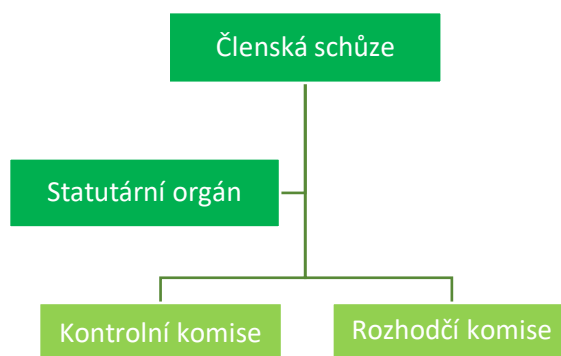 Členská schůze
Statutární orgán
Kontrolní komise
Rozhodčí komise